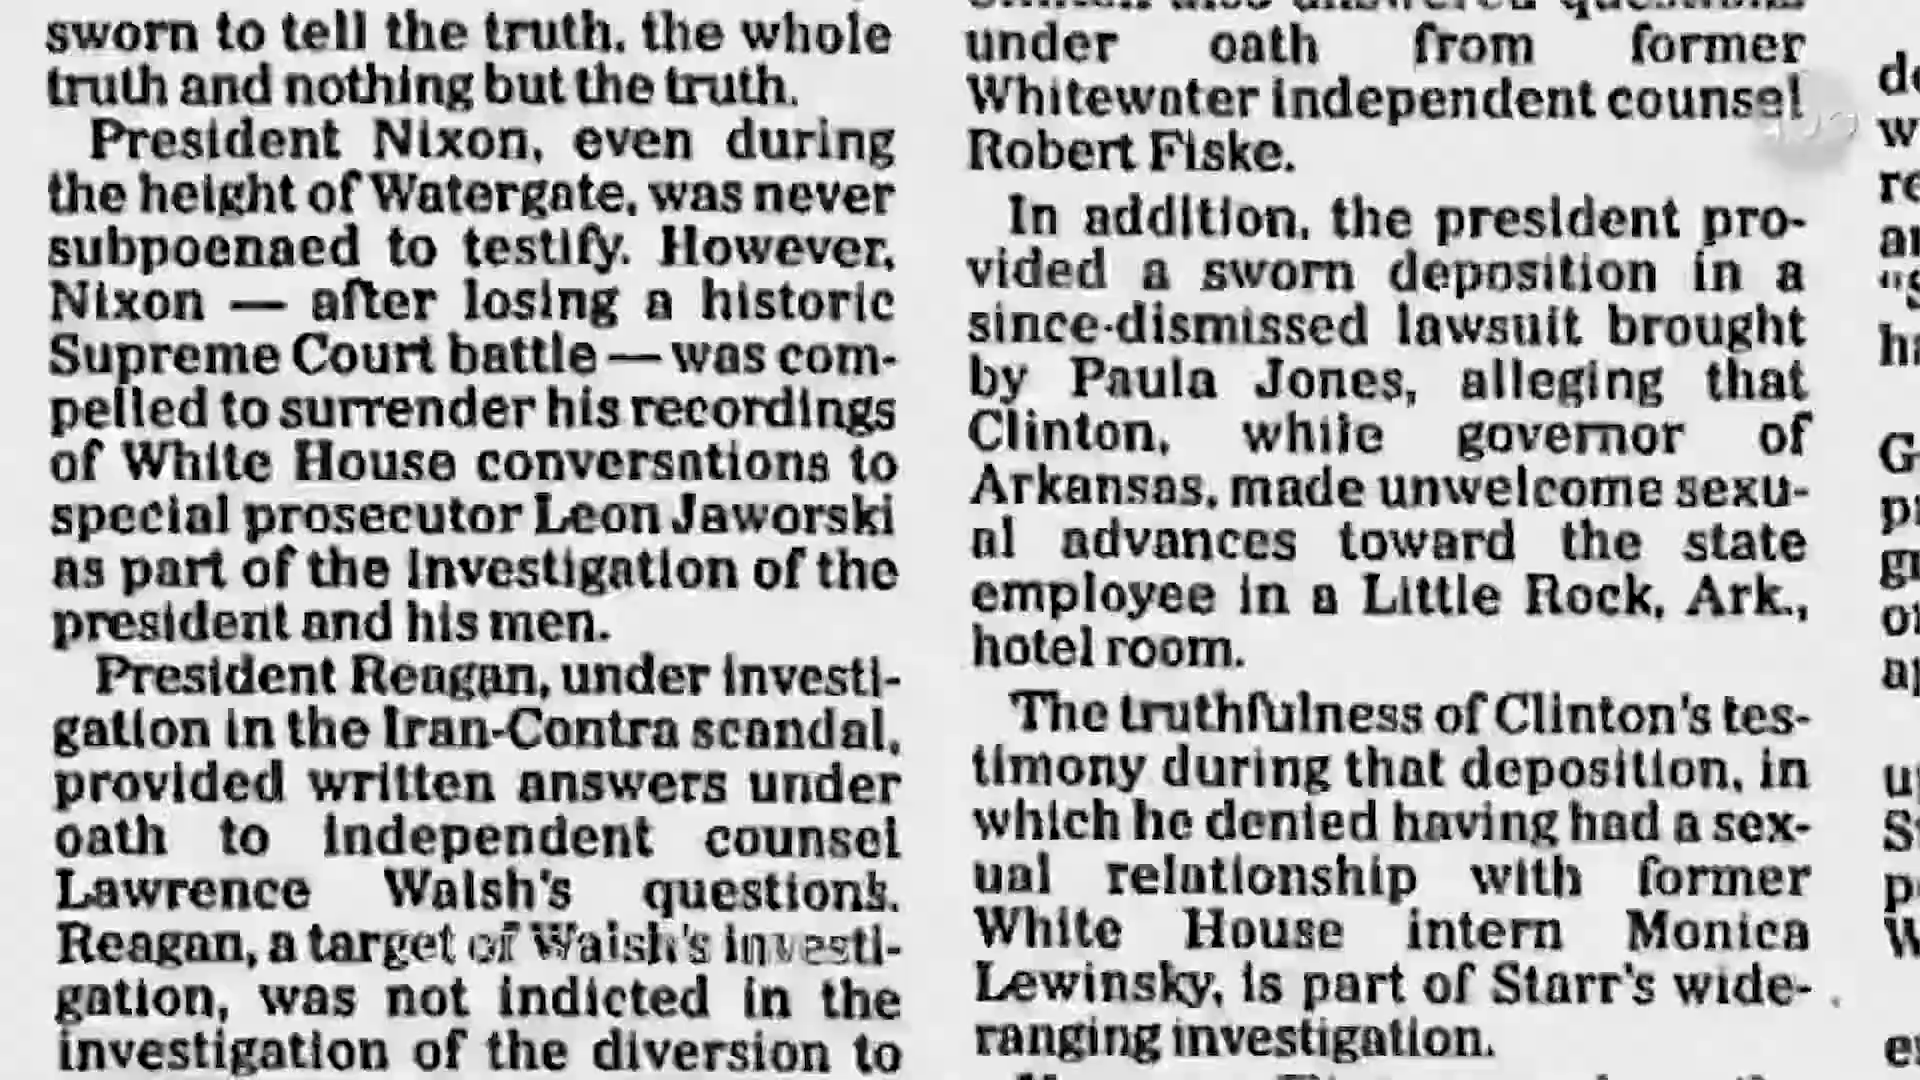 sworn to tell the truth, the whole
truth and nothing but the truth.
President Nixon, even during
the height of Watergate, was never
subpoenaed to testify. However,
Nixon — after losing a historic
Supreme Court battle — was com-
pelled to surrender his recordings
of White House conversations to
special prosecutor Leon Jaworski
as part of the investigation of the
president and his men.
President Reagan, under investi-
gation in the Iran-Contra scandal,
provided written answers under
oath to independent counsel
Lawrence Walsh's questions.
Reagan, a target of Walsh's investi-
gation, was not indicted in the
investigation of the diversion to
under oath from former
Whitewater independent counsel
Robert Fiske.
In addition, the president pro-
vided a sworn deposition in a
since-dismissed lawsuit brought
by Paula Jones, alleging that
Clinton, while governor of
Arkansas, made unwelcome sexu-
al advances toward the state
employee in a Little Rock, Ark.,
hotel room.
The truthfulness of Clinton's tes-
timony during that deposition, in
which he denied having had a sex-
ual relationship with former
White House intern Monica
Lewinsky, is part of Starr's wide-
ranging investigation.